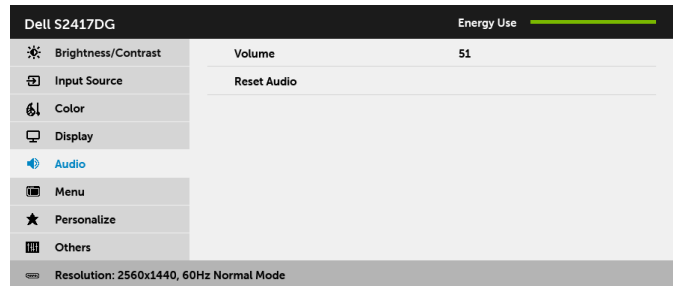 Dell S2417DG Energy Use
Brightness/Contrast Volume 51
Input Source Reset Audio
Color
Display
Audio
Menu
Personalize
Others
Resolution: 2560x1440, 60Hz Normal Mode